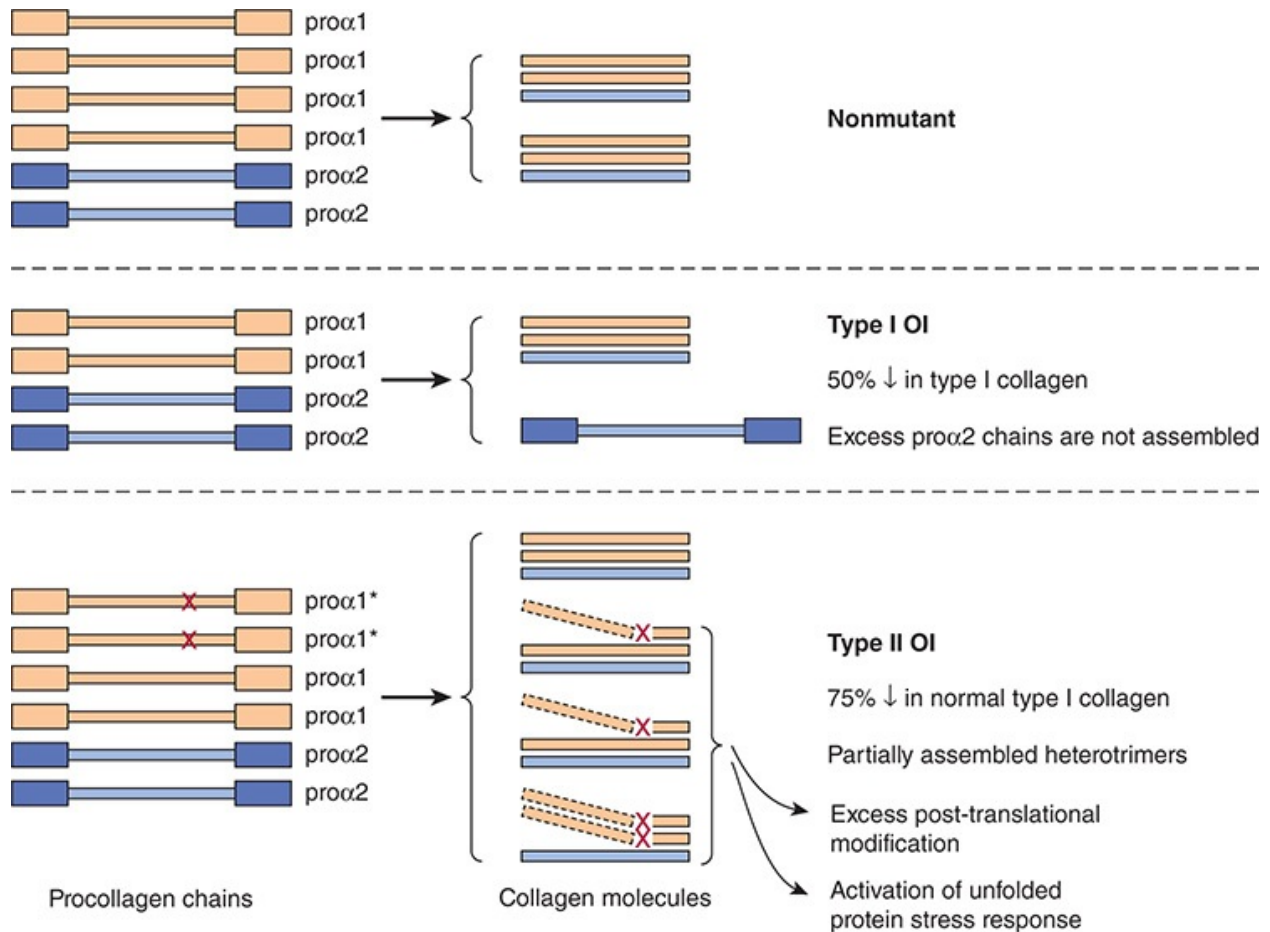 proα1
proα1
proα1
proα1
proα2
proα2
Nonmutant
proα1
proα1
proα2
proα2
Type I OI
50% ↓ in type I collagen
Excess proα2 chains are not assembled
proα1*
proα1*
proα1
proα1
proα2
proα2
X
X
X
X
X
X
Type II OI
75% ↓ in normal type I collagen
Partially assembled heterotrimers
Excess post-translational
modification
Activation of unfolded
protein stress response
Procollagen chains
Collagen molecules